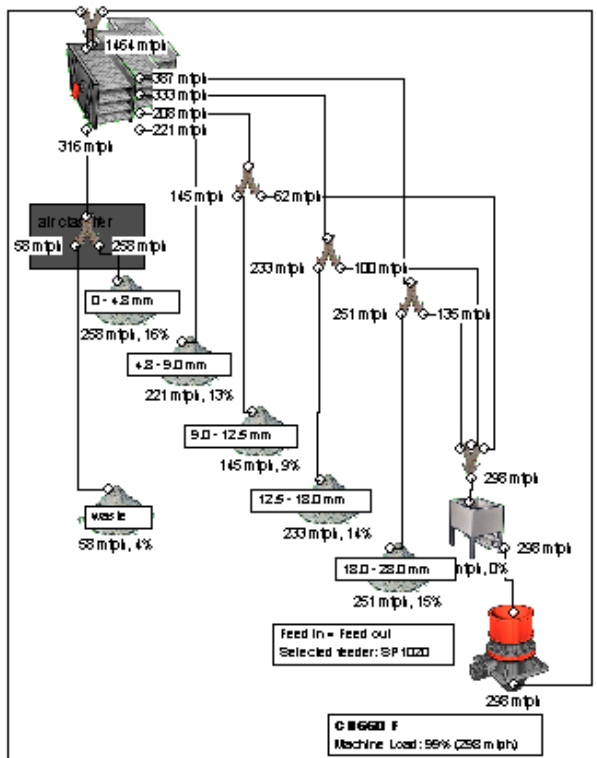 1464 mtph
387 mtph
333 mtph
208 mtph
221 mtph
316 mtph
145 mtph
62 mtph
air classifier
58 mtph
258 mtph
233 mtph
100 mtph
0 - 4.8 mm
251 mtph
135 mtph
258 mtph, 16%
4.8 - 9.0 mm
221 mtph, 13%
9.0 - 12.5 mm
145 mtph, 9%
298 mtph
12.5 - 18.0 mm
waste
233 mtph, 14%
58 mtph, 4%
298 mtph
18.0 - 28.0 mm
mtph, 0%
251 mtph, 15%
Feed in = Feed out
Selected feeder: SP1020
298 mtph
CH660 F
Machine Load: 99% (298 mtph)